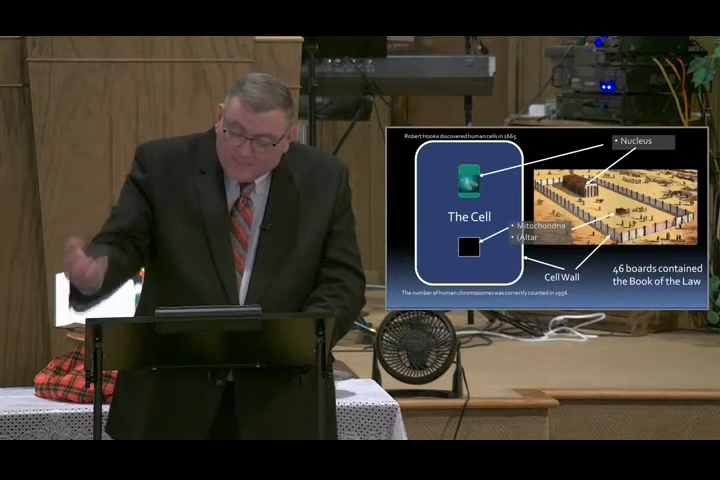 Robert Hooke discovered human cells in 1665
• Nucleus
The Cell
• Mitochondria
• (Altar
Cell Wall
46 boards contained
the Book of the Law
The number of human chromosomes was correctly counted in 1956